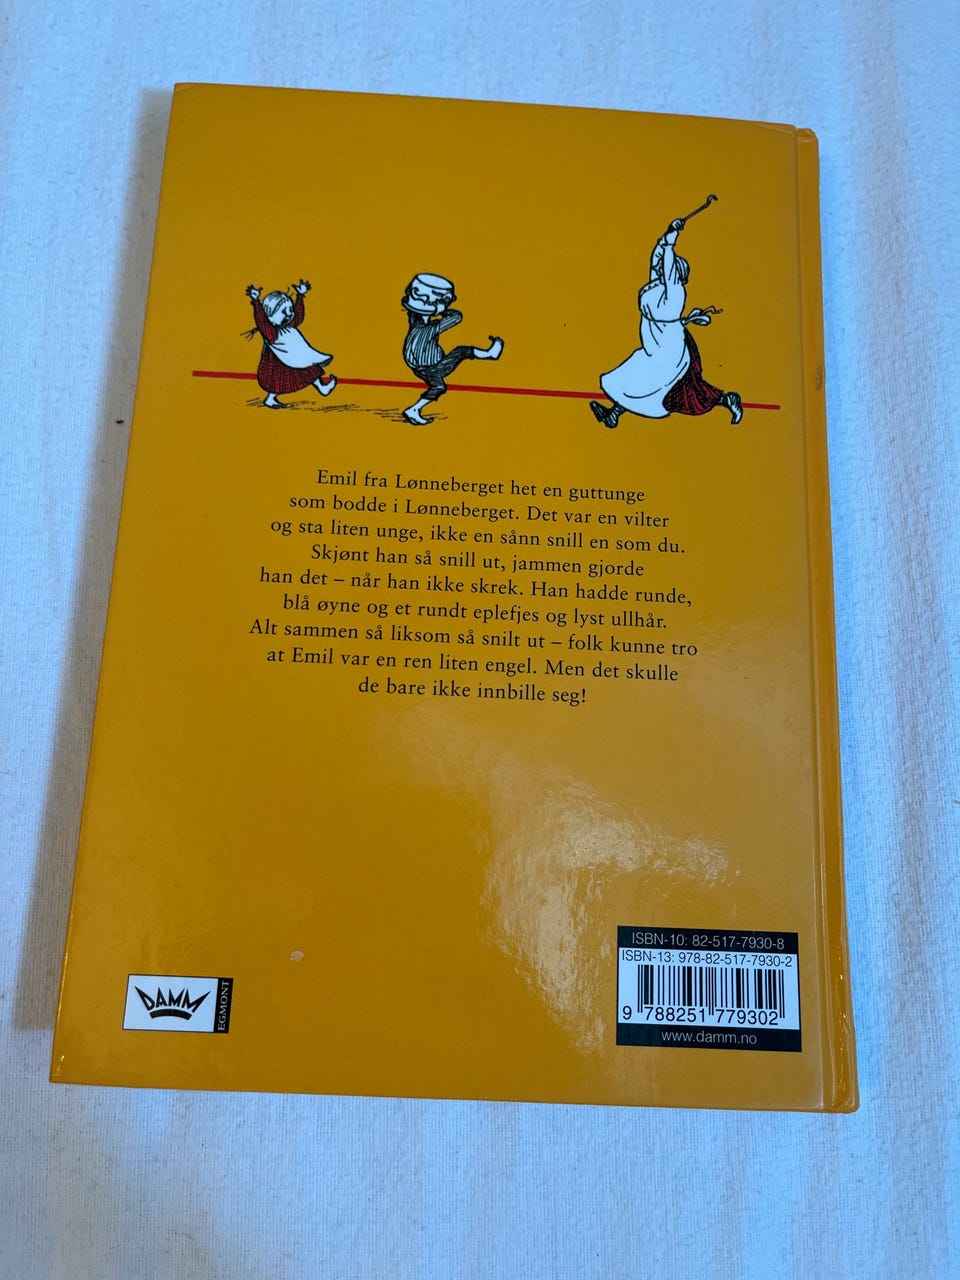 Emil fra Lønneberget het en guttunge
som bodde i Lønneberget. Det var en vilter
og sta liten unge, ikke en sånn snill en som du.
Skjønt han så snill ut, jammen gjorde
han det – når han ikke skrek. Han hadde runde,
blå øyne og et rundt eplefjes og lyst ullhår.
Alt sammen så liksom så snilt ut – folk kunne tro
at Emil var en ren liten engel. Men det skulle
de bare ikke innbille seg!
DAMM
EGMONT
ISBN-10: 82-517-7930-8
ISBN-13: 978-82-517-7930-2
9 788251 779302
www.damm.no